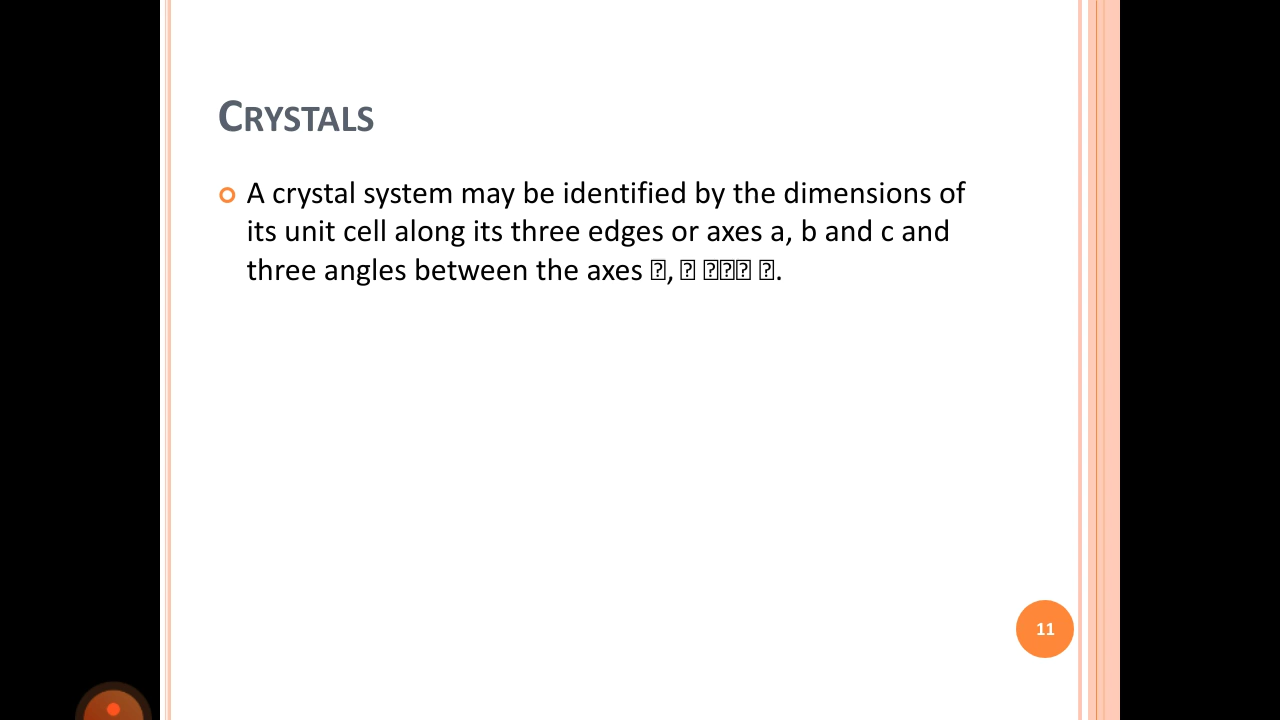 CRYSTALS
A crystal system may be identified by the dimensions of
its unit cell along its three edges or axes a, b and c and
three angles between the axes �, � ��� �.
11